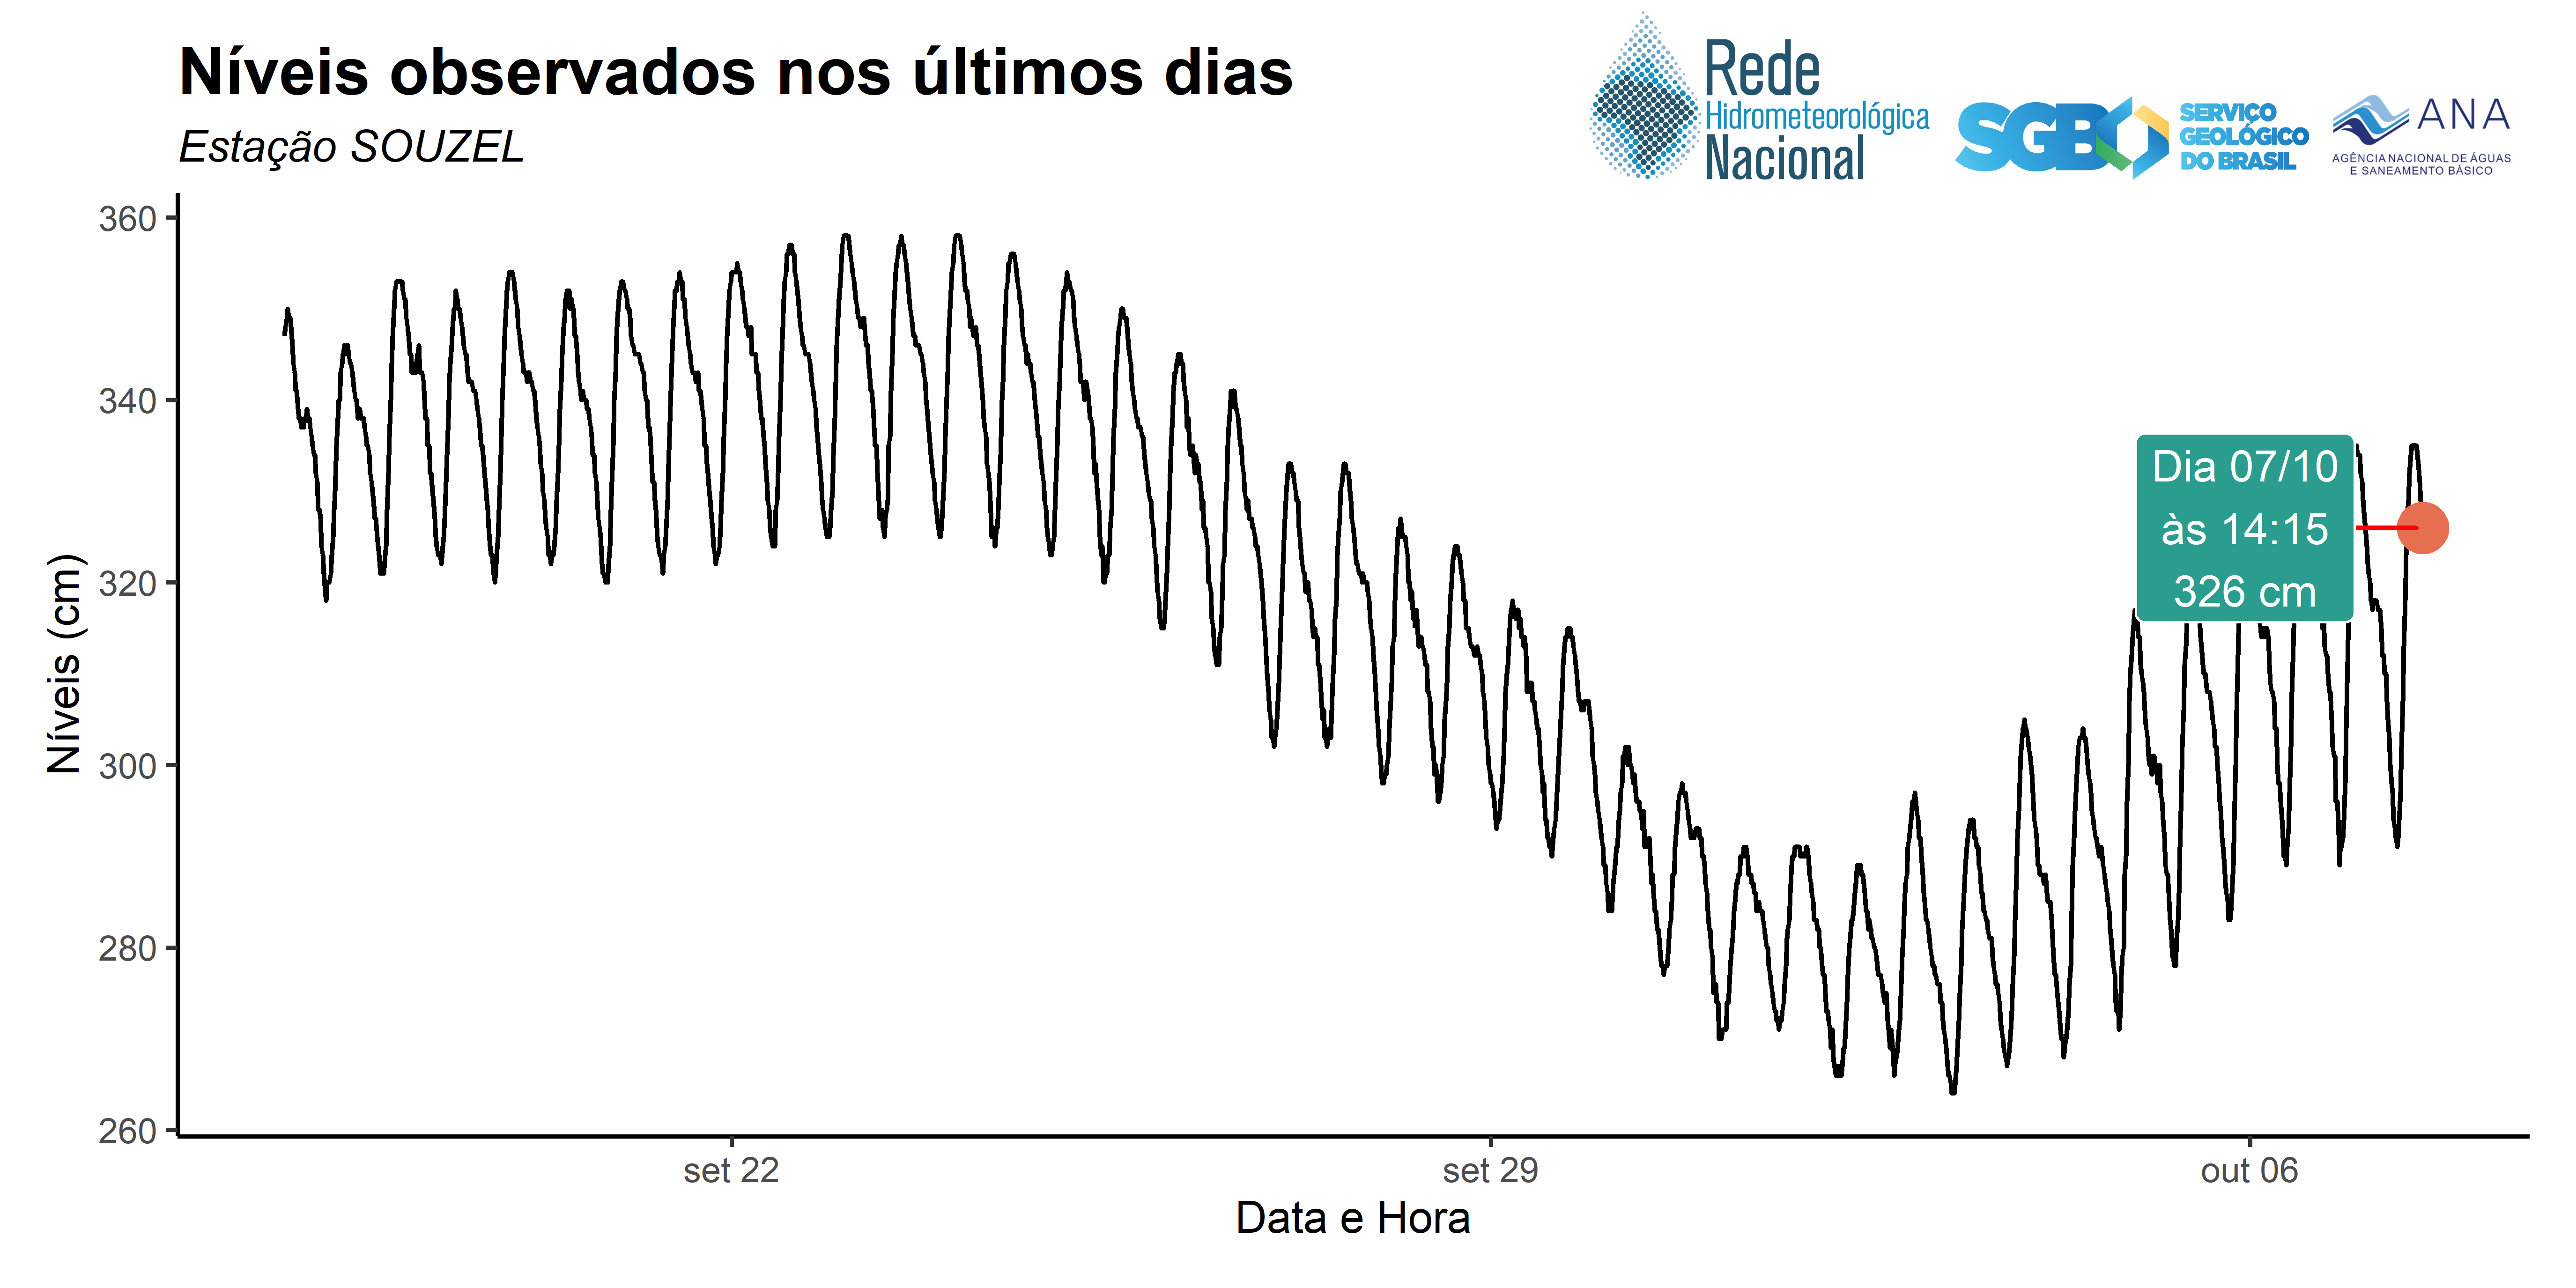 Níveis observados nos últimos dias
Estação SOUZEL
Rede
Hidrometeorológica
Nacional
SGB
SERVIÇO
GEOLÓGICO
DO BRASIL
ANA
AGÊNCIA NACIONAL DE ÁGUAS
E SANEAMENTO BÁSICO
Níveis (cm)
360
340
320
300
280
260
Dia 07/10
às 14:15
326 cm
set 22
set 29
out 06
Data e Hora